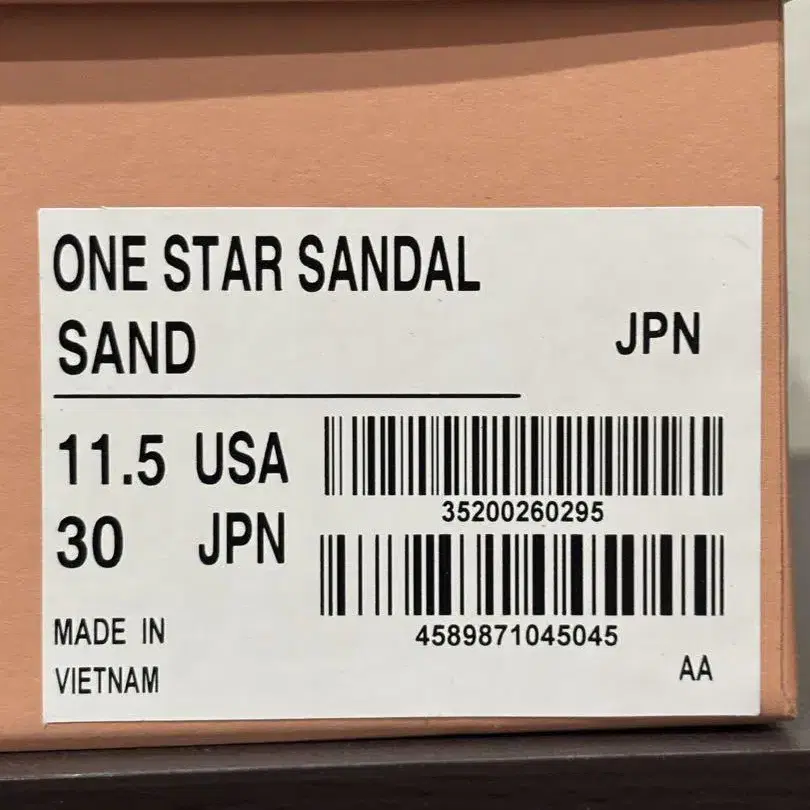 ONE STAR SANDAL
SAND
JPN
11.5 USA
30 JPN
35200260295
4589871045045
MADE IN
VIETNAM
AA